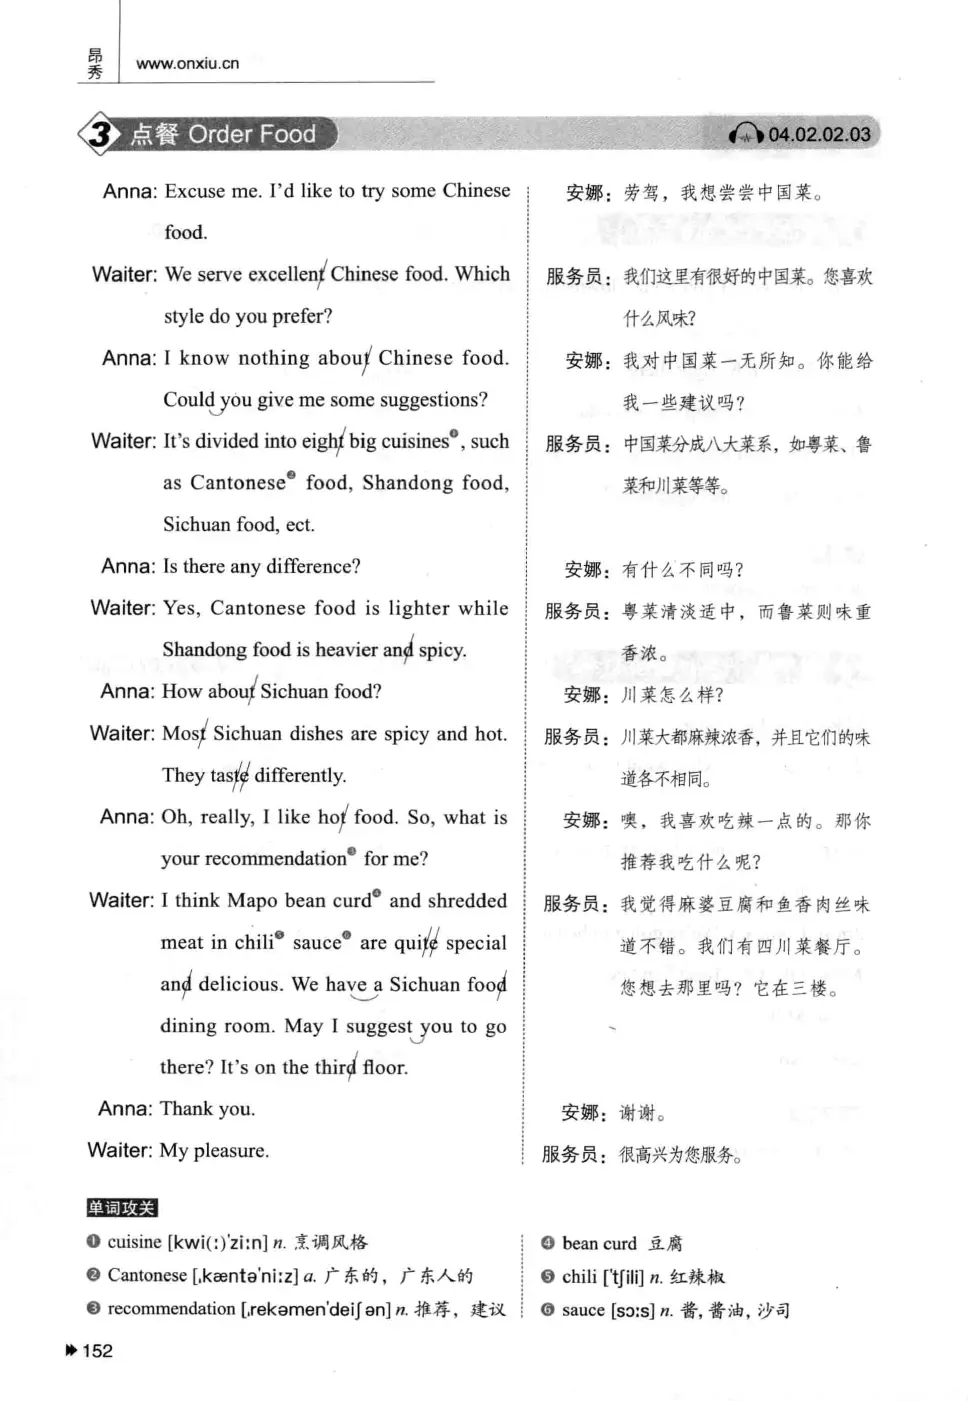 昂秀
www.onxiu.cn
3 点餐 Order Food
04.02.02.03
Anna: Excuse me. I'd like to try some Chinese
food.
Waiter: We serve excellent Chinese food. Which
style do you prefer?
Anna: I know nothing about Chinese food.
Could you give me some suggestions?
Waiter: It's divided into eight big cuisines❶, such
as Cantonese❷ food, Shandong food,
Sichuan food, ect.
Anna: Is there any difference?
Waiter: Yes, Cantonese food is lighter while
Shandong food is heavier and spicy.
Anna: How about Sichuan food?
Waiter: Most Sichuan dishes are spicy and hot.
They taste differently.
Anna: Oh, really, I like hot food. So, what is
your recommendation❸ for me?
Waiter: I think Mapo bean curd❹ and shredded
meat in chili❺ sauce❻ are quite special
and delicious. We have a Sichuan food
dining room. May I suggest you to go
there? It's on the third floor.
Anna: Thank you.
Waiter: My pleasure.
安娜：劳驾，我想尝尝中国菜。
服务员：我们这里有很好的中国菜。您喜欢
什么风味？
安娜：我对中国菜一无所知。你能给
我一些建议吗？
服务员：中国菜分成八大菜系，如粤菜、鲁
菜和川菜等等。
安娜：有什么不同吗？
服务员：粤菜清淡适中，而鲁菜则味重
香浓。
安娜：川菜怎么样？
服务员：川菜大都麻辣浓香，并且它们的味
道各不相同。
安娜：噢，我喜欢吃辣一点的。那你
推荐我吃什么呢？
服务员：我觉得麻婆豆腐和鱼香肉丝味
道不错。我们有四川菜餐厅。
您想去那里吗？它在三楼。
安娜：谢谢。
服务员：很高兴为您服务。
单词攻关
❶ cuisine [kwi(ː)'ziːn] n. 烹调风格
❷ Cantonese [ˌkæntə'niːz] a. 广东的，广东人的
❸ recommendation [ˌrekəmen'deiʃən] n. 推荐，建议
❹ bean curd 豆腐
❺ chili ['tʃili] n. 红辣椒
❻ sauce [sɔːs] n. 酱，酱油，沙司
152